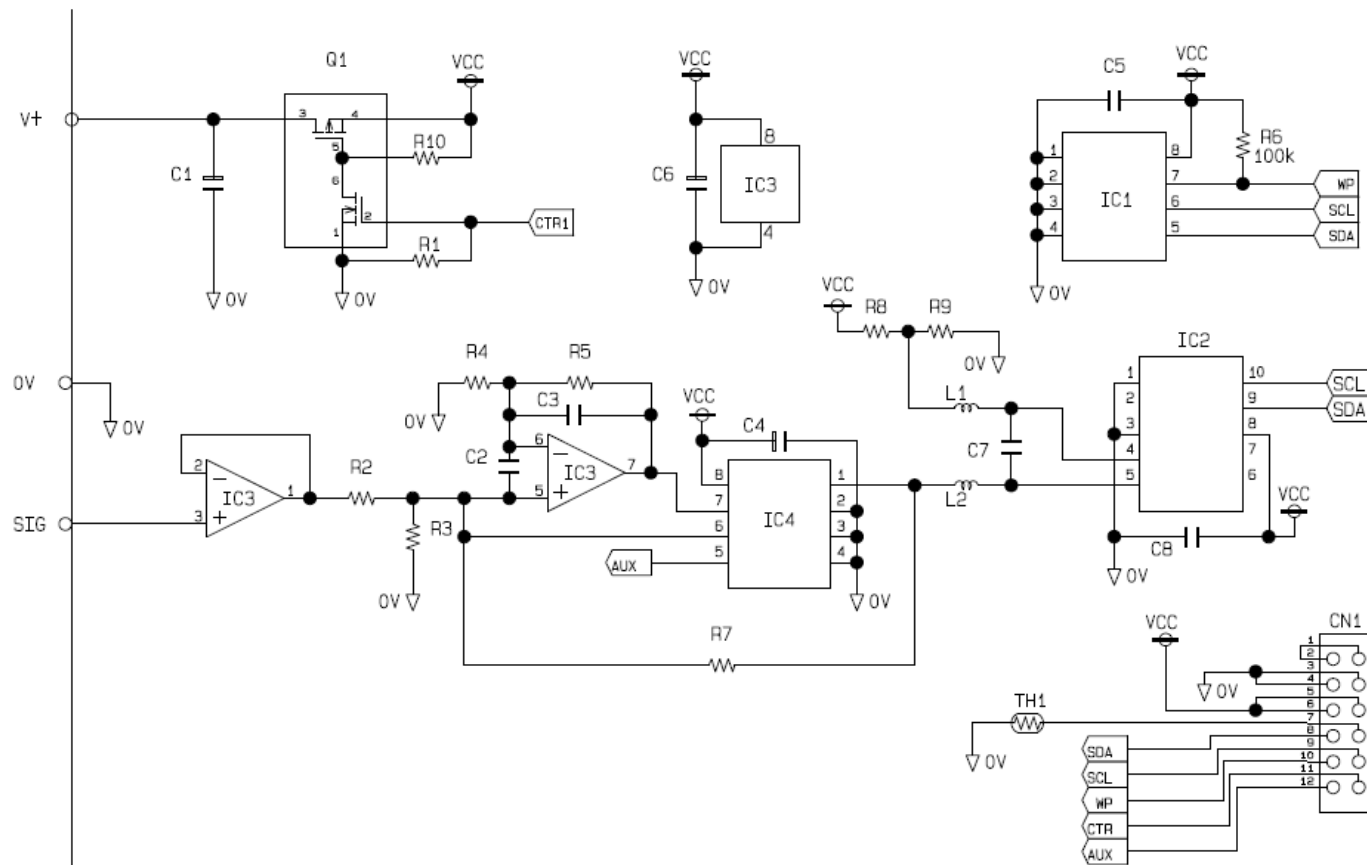 Q1
VCC
VCC
C5
VCC
V+
3
4
5
R10
6
2
1
C1
CTR1
R1
0V
0V
C6
8
IC3
4
0V
1
2
3
4
IC1
8
7
6
5
R6
100k
WP
SCL
SDA
0V
VCC
R8
R9
0V
IC2
0V
0V
R4
R5
0V
C3
VCC
C4
L1
C7
L2
1
2
3
4
5
10
9
8
7
6
SCL
SDA
2
3
1
IC3
SIG
R2
R3
0V
C2
6
5
7
IC3
8
7
6
5
IC4
1
2
3
4
AUX
0V
C8
VCC
0V
R7
VCC
CN1
1
2
3
4
5
6
7
8
9
10
11
12
0V
TH1
0V
SDA
SCL
WP
CTR
AUX